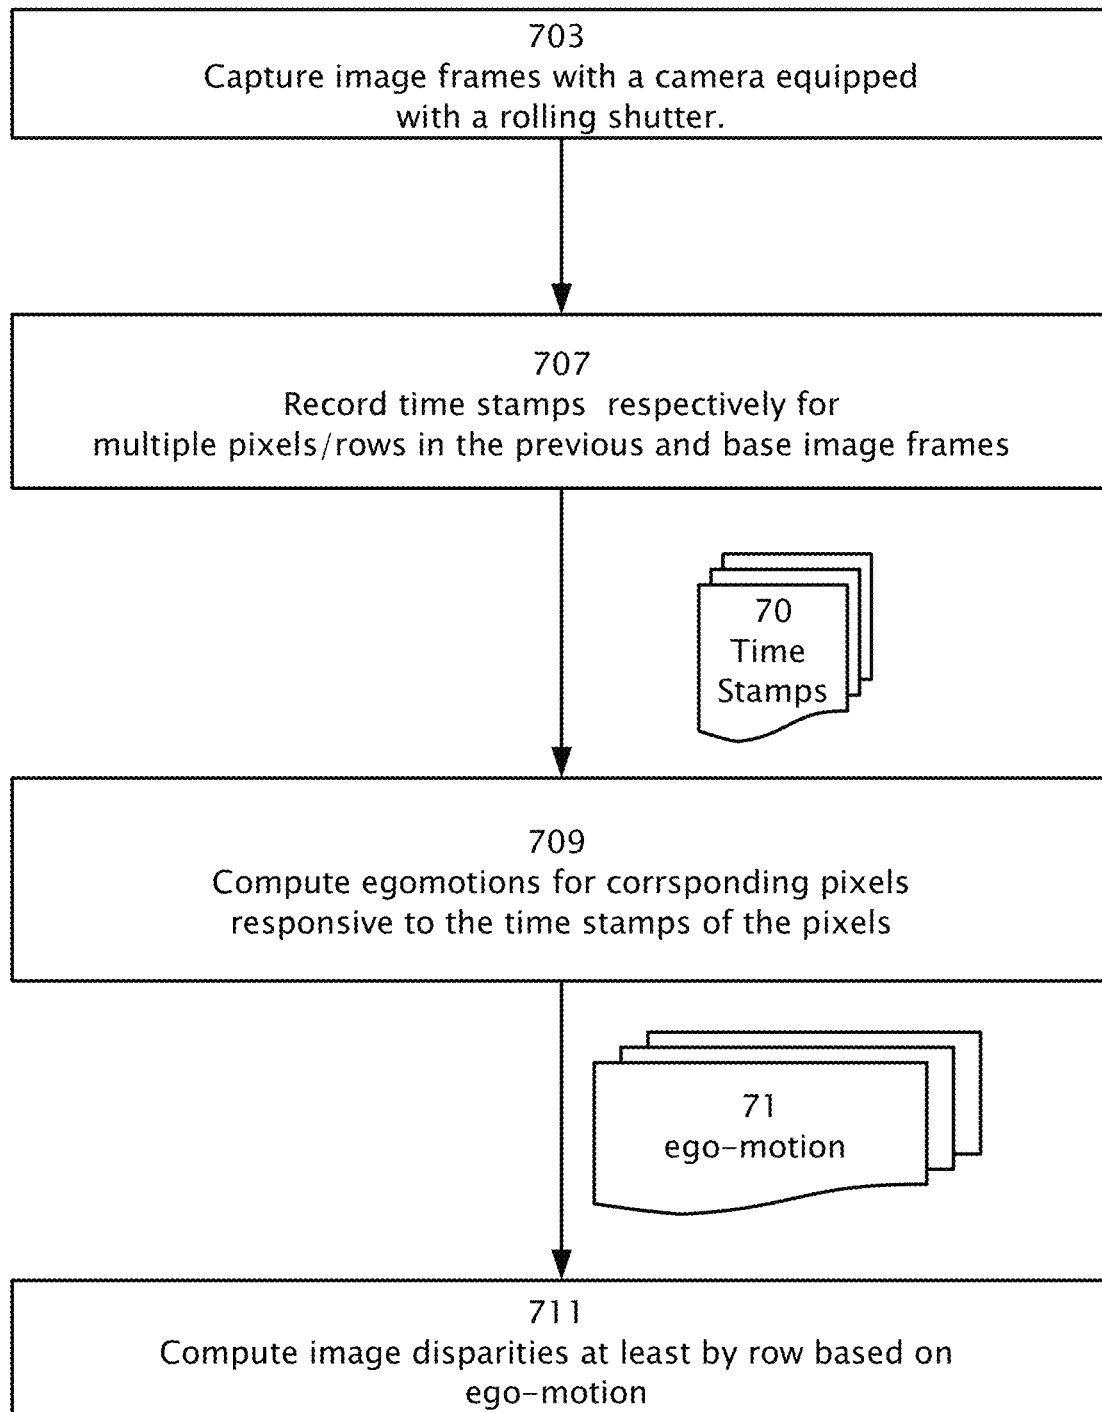 703
Capture image frames with a camera equipped
with a rolling shutter.
707
Record time stamps  respectively for
multiple pixels/rows in the previous and base image frames
70
Time
Stamps
709
Compute egomotions for corrsponding pixels
responsive to the time stamps of the pixels
71
ego-motion
711
Compute image disparities at least by row based on
ego-motion